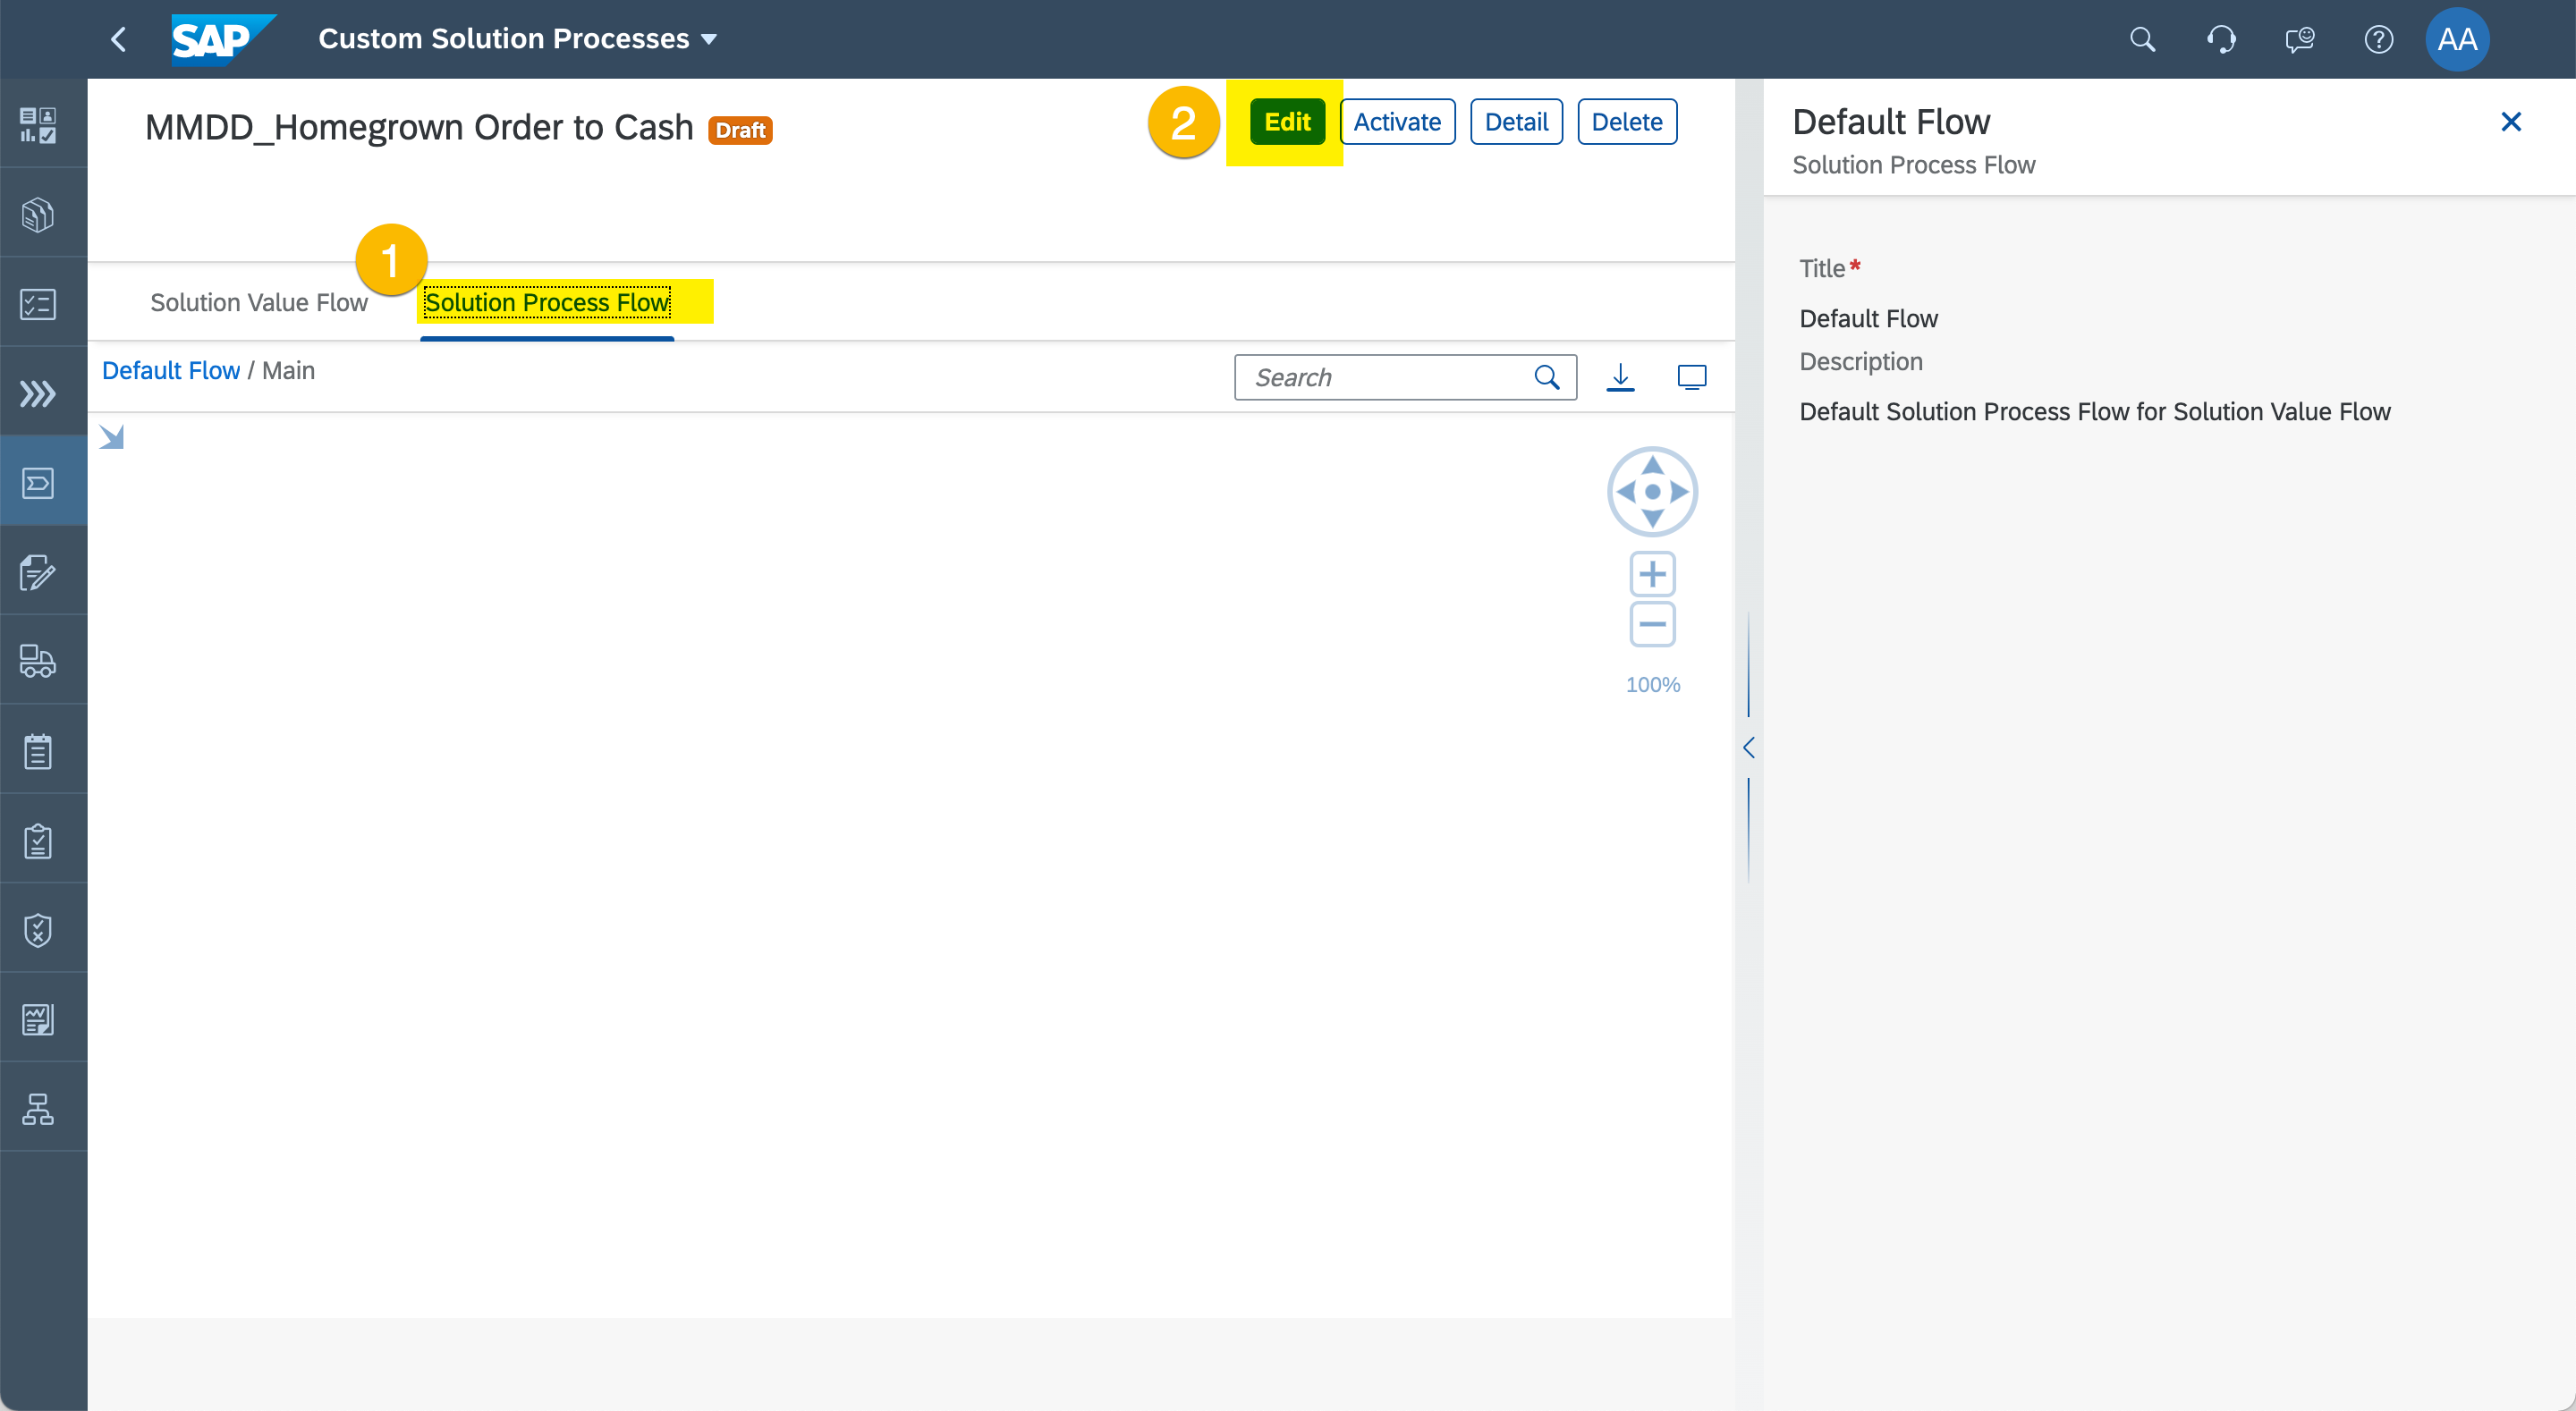 SAP
Custom Solution Processes
AA
MMDD_Homegrown Order to Cash Draft
2
Edit
Activate
Detail
Delete
1
Solution Value Flow
Solution Process Flow
Default Flow / Main
Search
100%
Default Flow
Solution Process Flow
Title*
Default Flow
Description
Default Solution Process Flow for Solution Value Flow